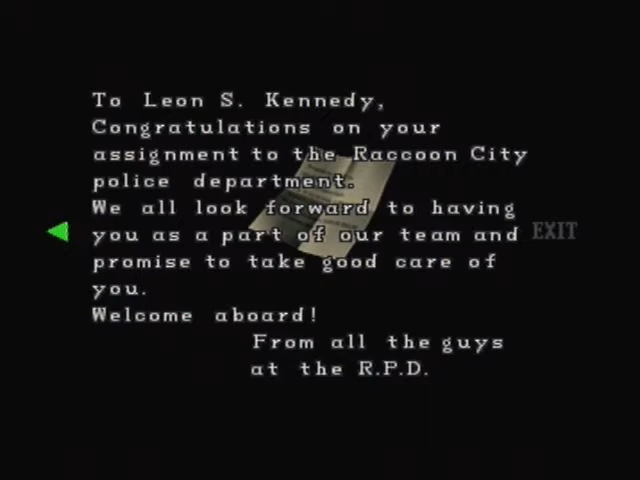 To Leon S. Kennedy,
Congratulations on your
assignment to the Raccoon City
police department.
We all look forward to having
you as a part of our team and
promise to take good care of
you.
Welcome aboard!
From all the guys
at the R.P.D.
EXIT